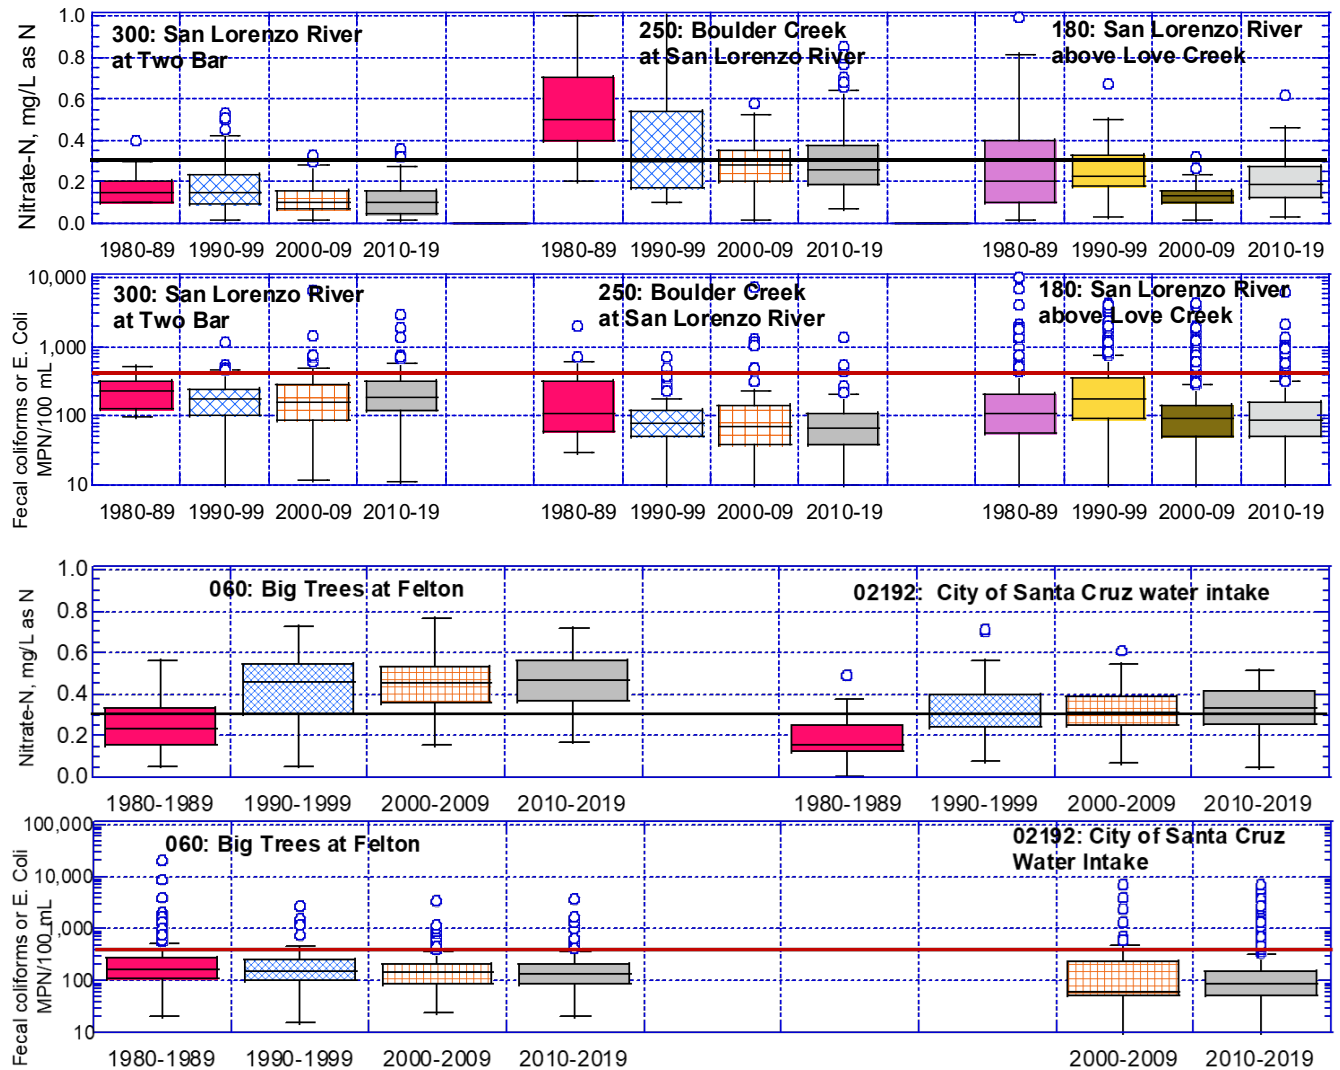 Nitrate-N, mg/L as N
1.0
0.8
0.6
0.4
0.2
0.0
300: San Lorenzo River
at Two Bar
250: Boulder Creek
at San Lorenzo River
180: San Lorenzo River
above Love Creek
1980-89 1990-99 2000-09 2010-19 1980-89 1990-99 2000-09 2010-19 1980-89 1990-99 2000-09 2010-19
Fecal coliforms or E. Coli
MPN/100 mL
10,000
1,000
100
10
300: San Lorenzo River
at Two Bar
250: Boulder Creek
at San Lorenzo River
180: San Lorenzo River
above Love Creek
1980-89 1990-99 2000-09 2010-19 1980-89 1990-99 2000-09 2010-19 1980-89 1990-99 2000-09 2010-19
Nitrate-N, mg/L as N
1.0
0.8
0.6
0.4
0.2
0.0
060: Big Trees at Felton
02192: City of Santa Cruz water intake
1980-1989 1990-1999 2000-2009 2010-2019 1980-1989 1990-1999 2000-2009 2010-2019
Fecal coliforms or E. Coli
MPN/100 mL
100,000
10,000
1,000
100
10
060: Big Trees at Felton
02192: City of Santa Cruz
Water Intake
1980-1989 1990-1999 2000-2009 2010-2019 2000-2009 2010-2019